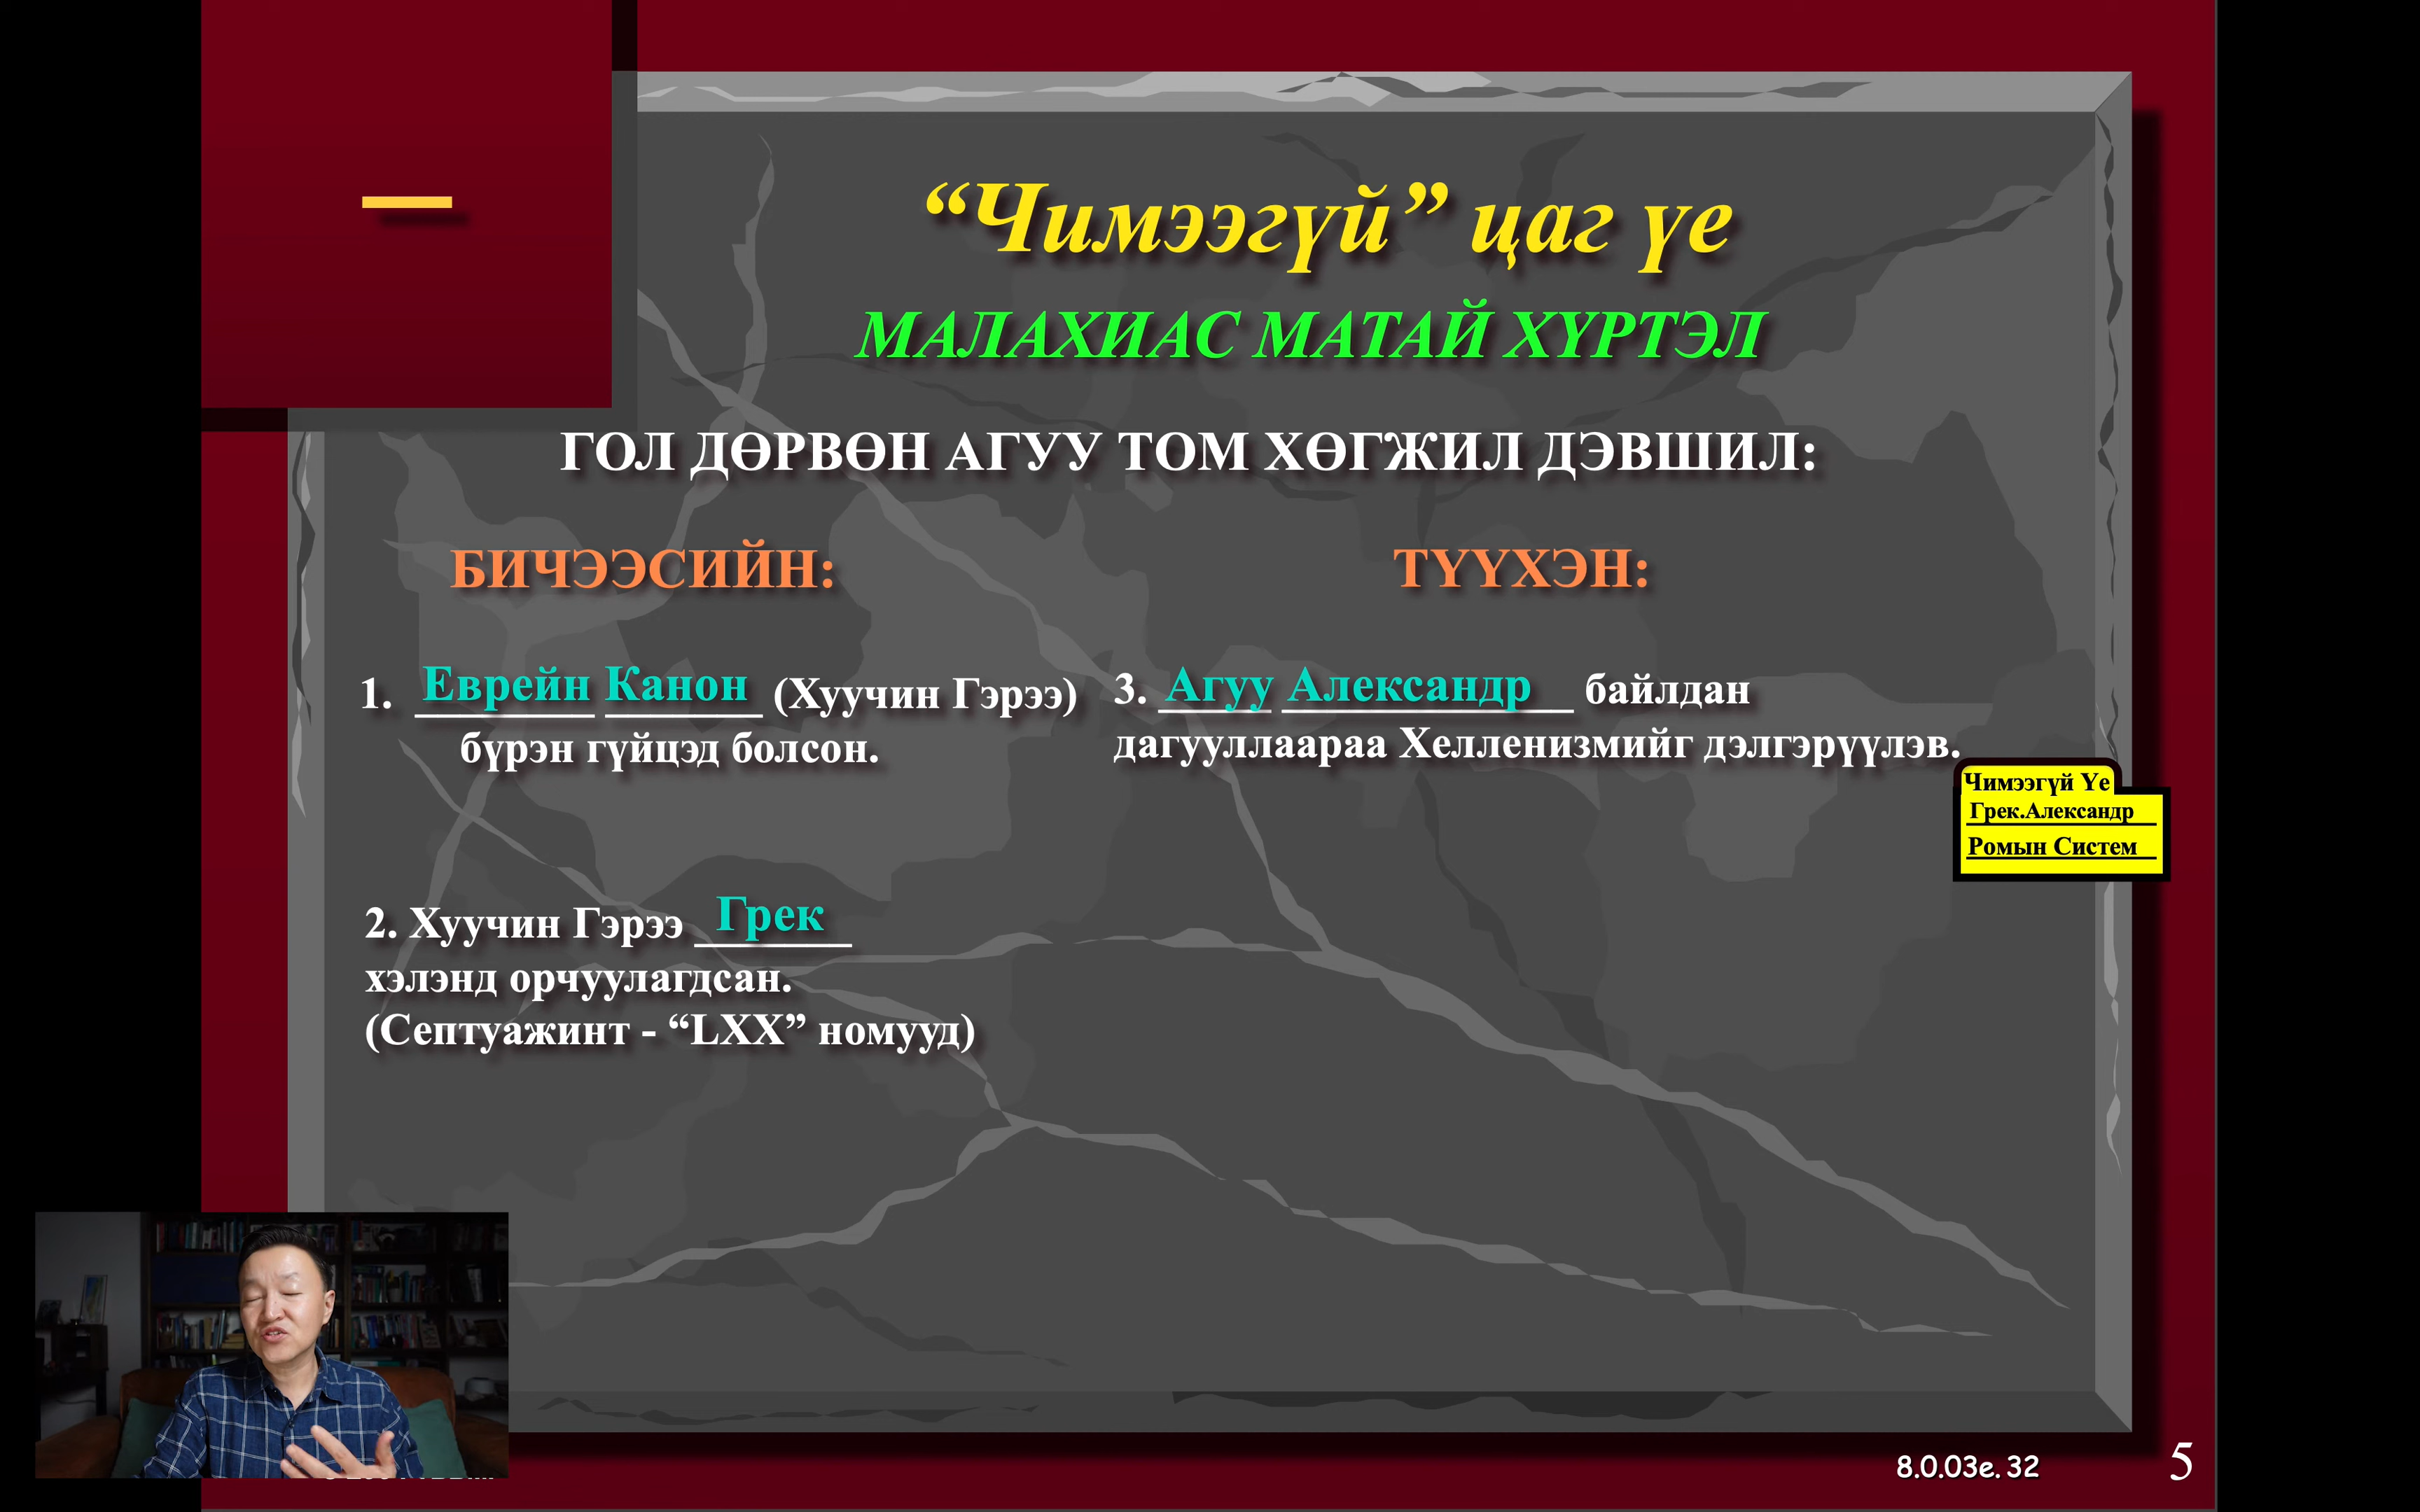 “Чимээгүй” цаг үе
МАЛАХИАС МАТАЙ ХҮРТЭЛ
ГОЛ ДӨРВӨН АГУУ ТОМ ХӨГЖИЛ ДЭВШИЛ:
БИЧЭЭСИЙН:
1. Еврейн Канон (Хуучин Гэрээ)
бүрэн гүйцэд болсон.
2. Хуучин Гэрээ Грек
хэлэнд орчуулагдсан.
(Септуажинт - “LXX” номууд)
ТҮҮХЭН:
3. Агуу Александр байлдан
дагууллаараа Хелленизмийг дэлгэрүүлэв.
Чимээгүй Үе
Грек.Александр
Ромын Систем
8.0.03e. 32
5